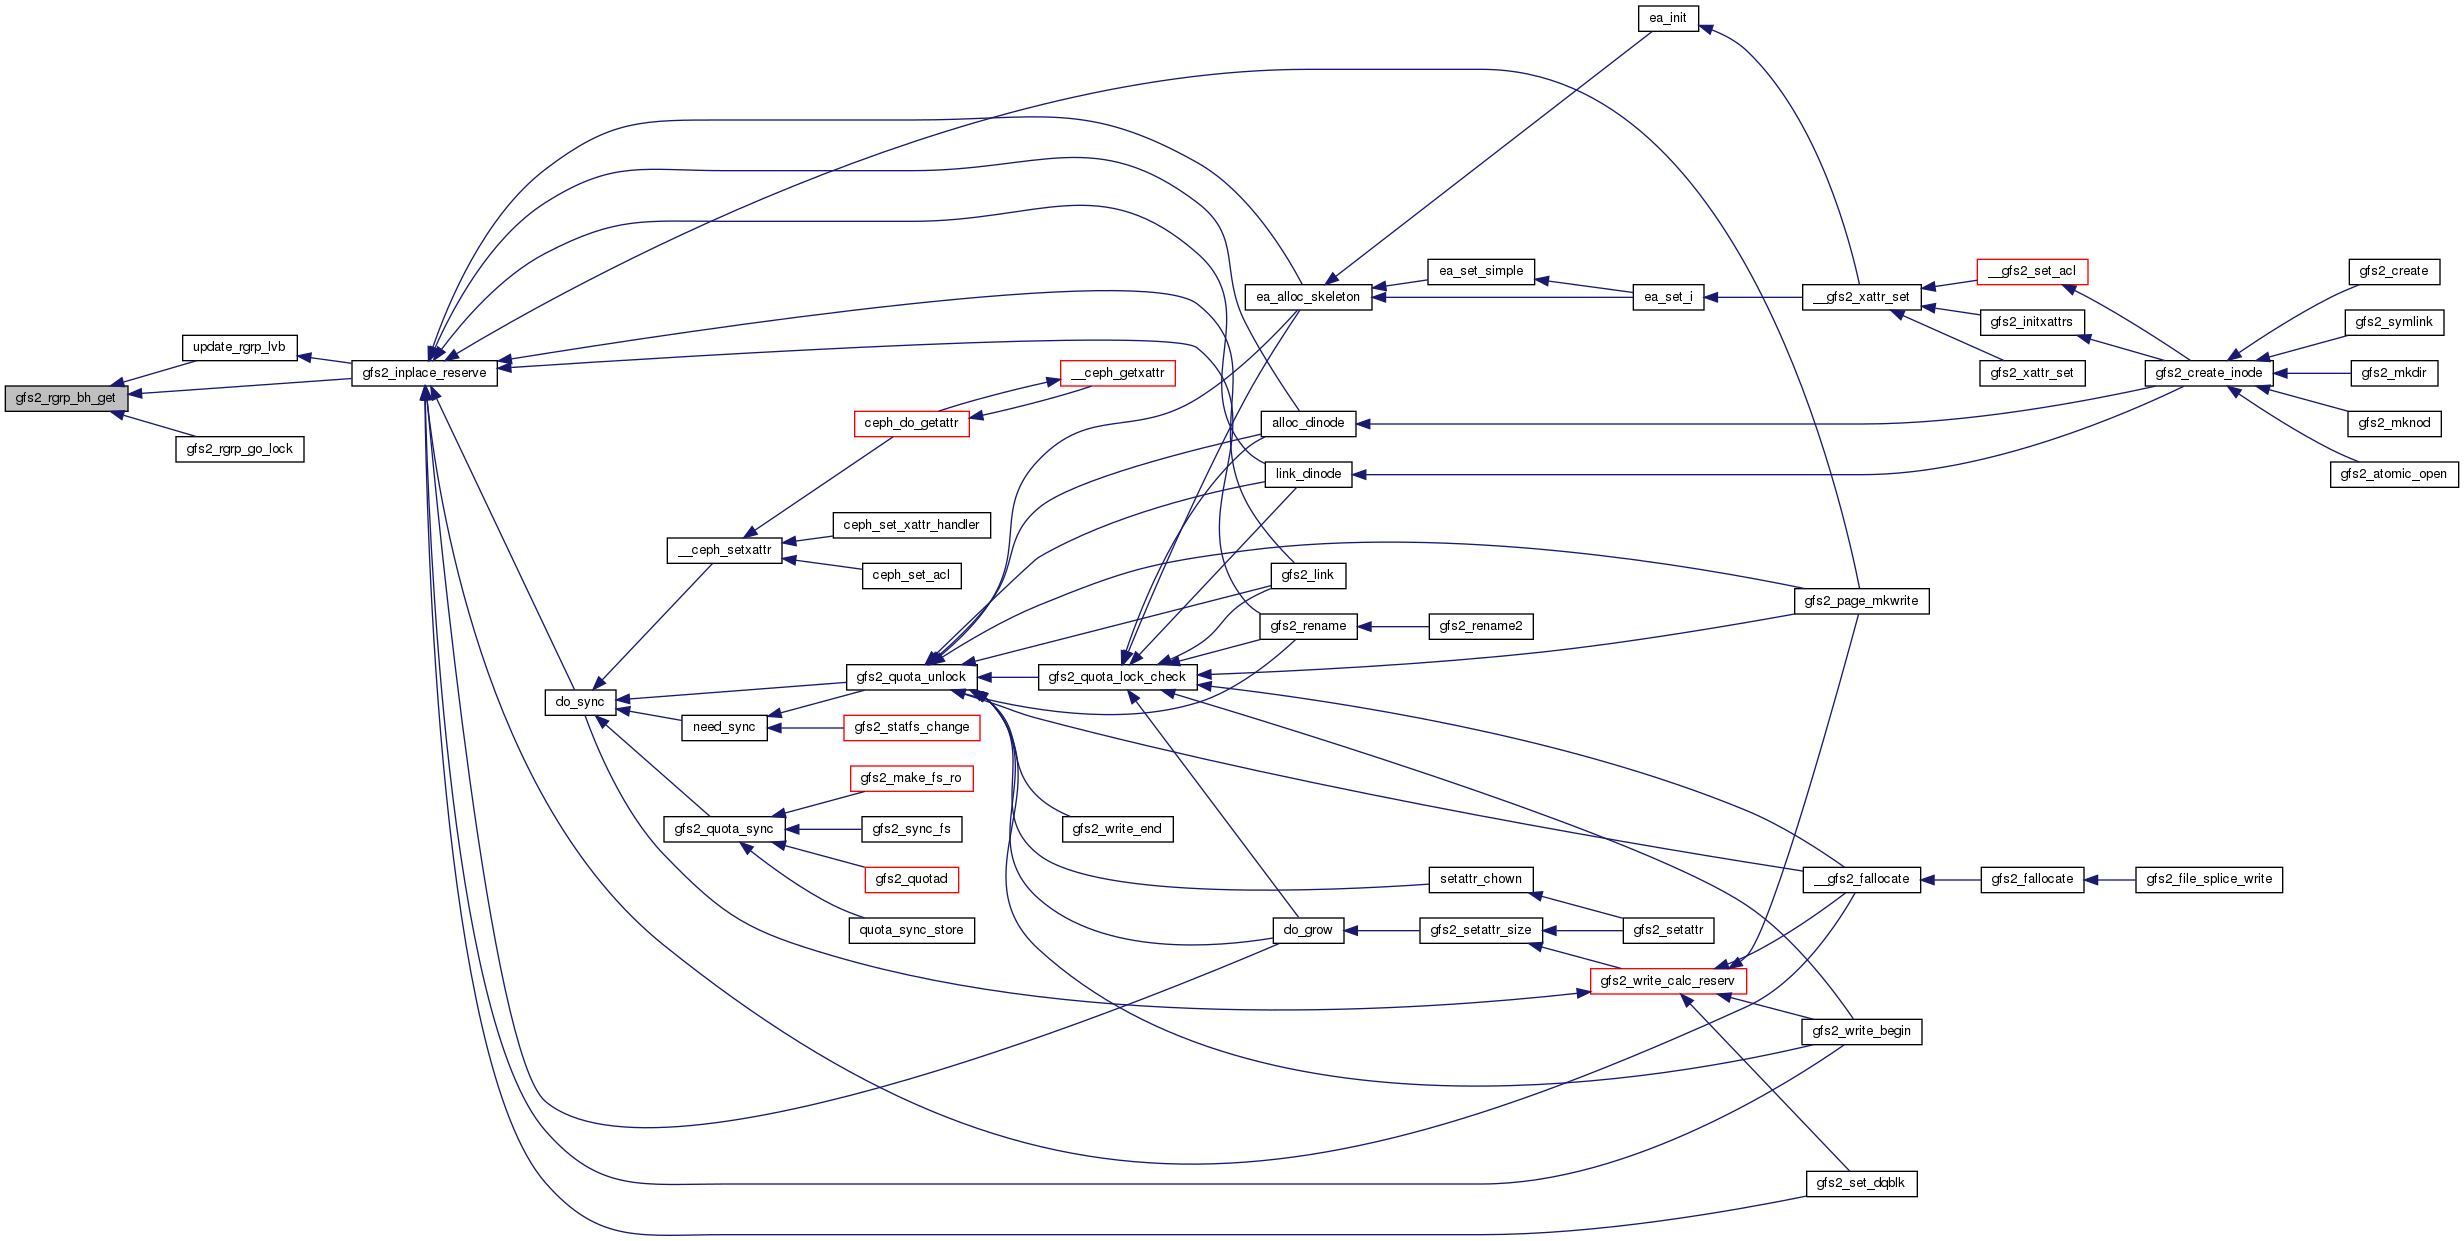 ea_init
ea_set_simple
__gfs2_set_acl
gfs2_create
ea_alloc_skeleton
ea_set_i
__gfs2_xattr_set
gfs2_initxattrs
gfs2_symlink
update_rgrp_lvb
gfs2_inplace_reserve
__ceph_getxattr
gfs2_xattr_set
gfs2_create_inode
gfs2_mkdir
gfs2_rgrp_bh_get
ceph_do_getattr
alloc_dinode
gfs2_mknod
gfs2_rgrp_go_lock
link_dinode
gfs2_atomic_open
ceph_set_xattr_handler
__ceph_setxattr
ceph_set_acl
gfs2_link
gfs2_page_mkwrite
gfs2_rename
gfs2_rename2
gfs2_quota_unlock
gfs2_quota_lock_check
do_sync
need_sync
gfs2_statfs_change
gfs2_make_fs_ro
gfs2_quota_sync
gfs2_sync_fs
gfs2_write_end
gfs2_quotad
setattr_chown
__gfs2_fallocate
gfs2_fallocate
gfs2_file_splice_write
quota_sync_store
do_grow
gfs2_setattr_size
gfs2_setattr
gfs2_write_calc_reserv
gfs2_write_begin
gfs2_set_dqblk